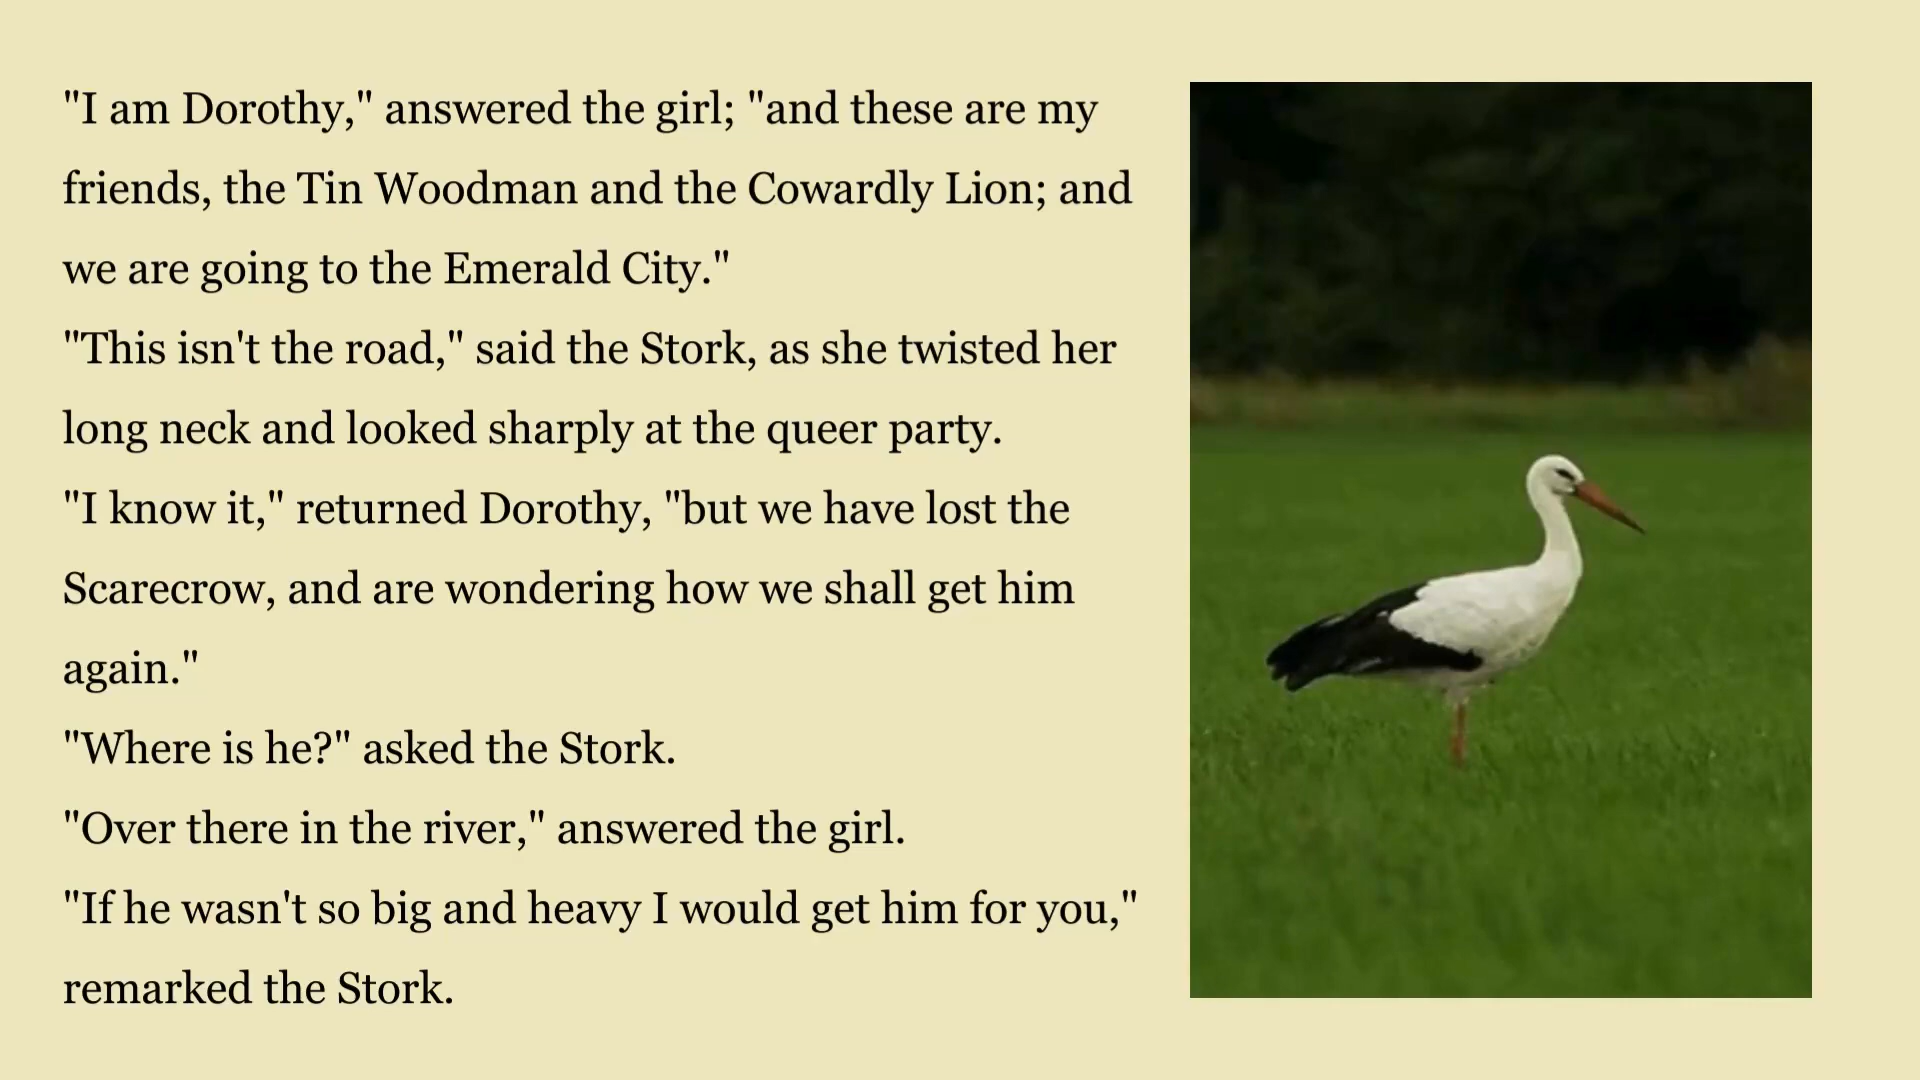 "I am Dorothy," answered the girl; "and these are my
friends, the Tin Woodman and the Cowardly Lion; and
we are going to the Emerald City."
"This isn't the road," said the Stork, as she twisted her
long neck and looked sharply at the queer party.
"I know it," returned Dorothy, "but we have lost the
Scarecrow, and are wondering how we shall get him
again."
"Where is he?" asked the Stork.
"Over there in the river," answered the girl.
"If he wasn't so big and heavy I would get him for you,"
remarked the Stork.